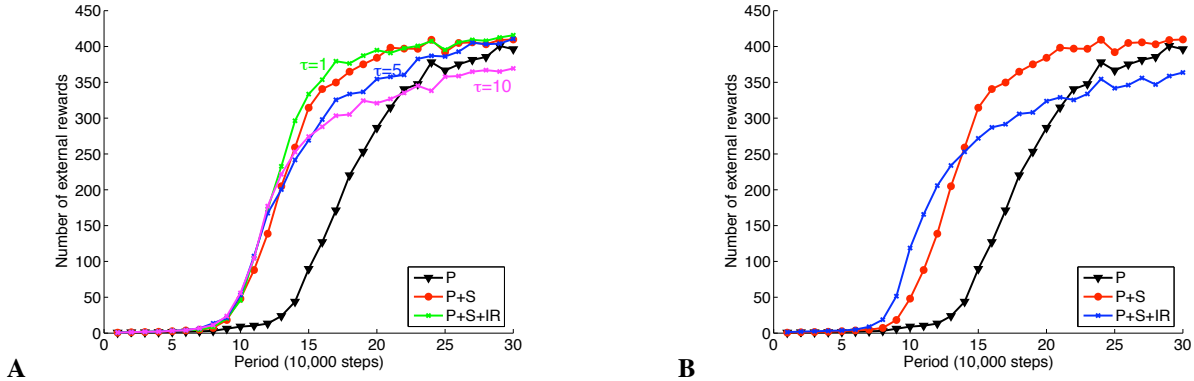 450
400
350
300
250
200
150
100
50
0
Number of external rewards
τ=1
τ=5
τ=10
P
P+S
P+S+IR
0 5 10 15 20 25 30
Period (10,000 steps)
A
450
400
350
300
250
200
150
100
50
0
Number of external rewards
P
P+S
P+S+IR
0 5 10 15 20 25 30
Period (10,000 steps)
B